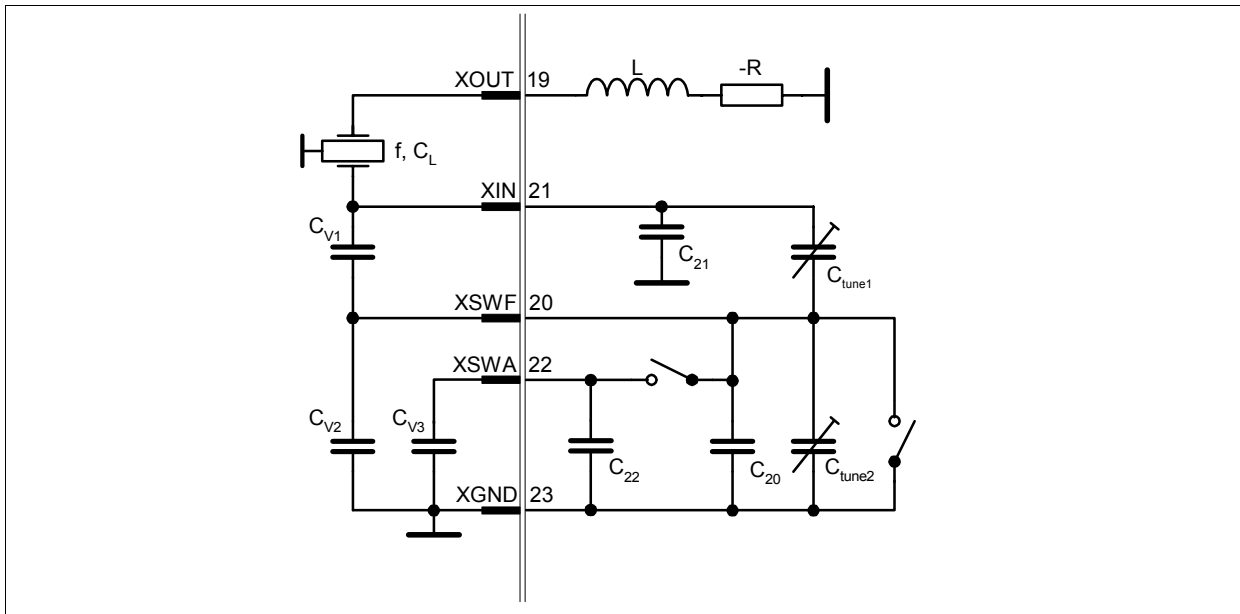 XOUT 19 L -R
f, CL
XIN 21
CV1 C21 Ctune1
XSWF 20
XSWA 22
CV2 CV3 C22 C20 Ctune2
XGND 23